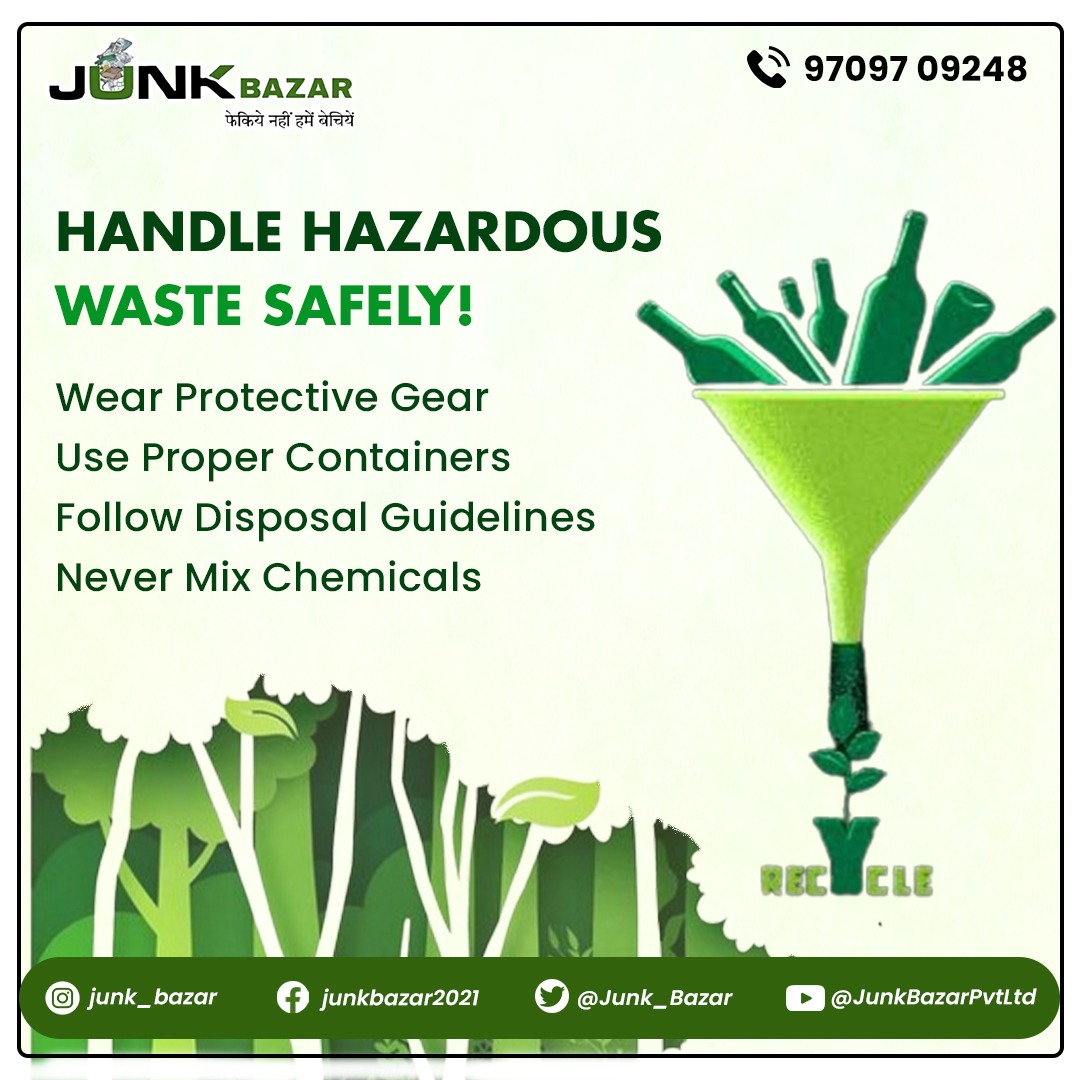 JUNK BAZAR
फेकिये नहीं हमें बेचियें
97097 09248
HANDLE HAZARDOUS
WASTE SAFELY!
Wear Protective Gear
Use Proper Containers
Follow Disposal Guidelines
Never Mix Chemicals
RECYCLE
junk_bazar junkbazar2021 @Junk_Bazar @JunkBazarPvtLtd